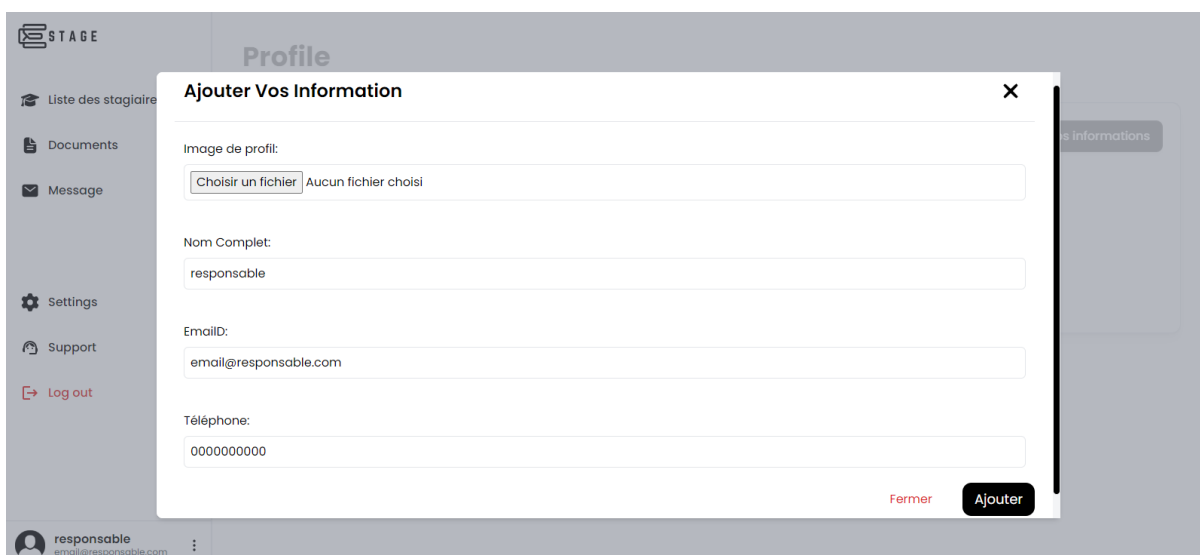 STAGE
Profile
Liste des stagiaire
Documents
Message
Settings
Support
Log out
responsable
email@responsable.com
Ajouter Vos Information
Image de profil:
Choisir un fichier Aucun fichier choisi
Nom Complet:
responsable
EmailD:
email@responsable.com
Téléphone:
0000000000
Fermer Ajouter
s informations